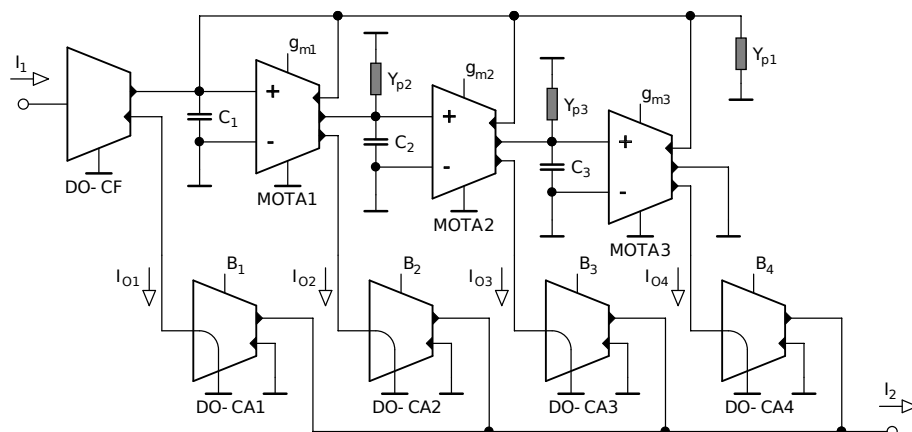 I1
gm1
gm2
gm3
Yp1
Yp2
Yp3
+
+
+
C1
C2
C3
-
-
-
DO- CF
MOTA1
MOTA2
MOTA3
B1
B2
B3
B4
IO1
IO2
IO3
IO4
DO- CA1
DO- CA2
DO- CA3
DO- CA4
I2